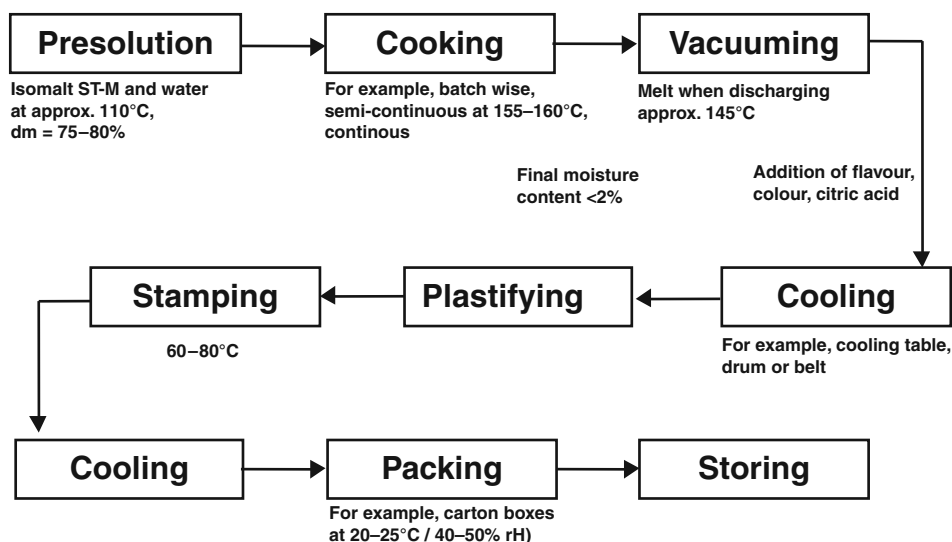 Presolution
Isomalt ST-M and water
at approx. 110°C,
dm = 75–80%
Cooking
For example, batch wise,
semi-continuous at 155–160°C,
continous
Vacuuming
Melt when discharging
approx. 145°C
Final moisture
content <2%
Addition of flavour,
colour, citric acid
Cooling
For example, cooling table,
drum or belt
Plastifying
Stamping
60–80°C
Cooling
Packing
For example, carton boxes
at 20–25°C / 40–50% rH)
Storing